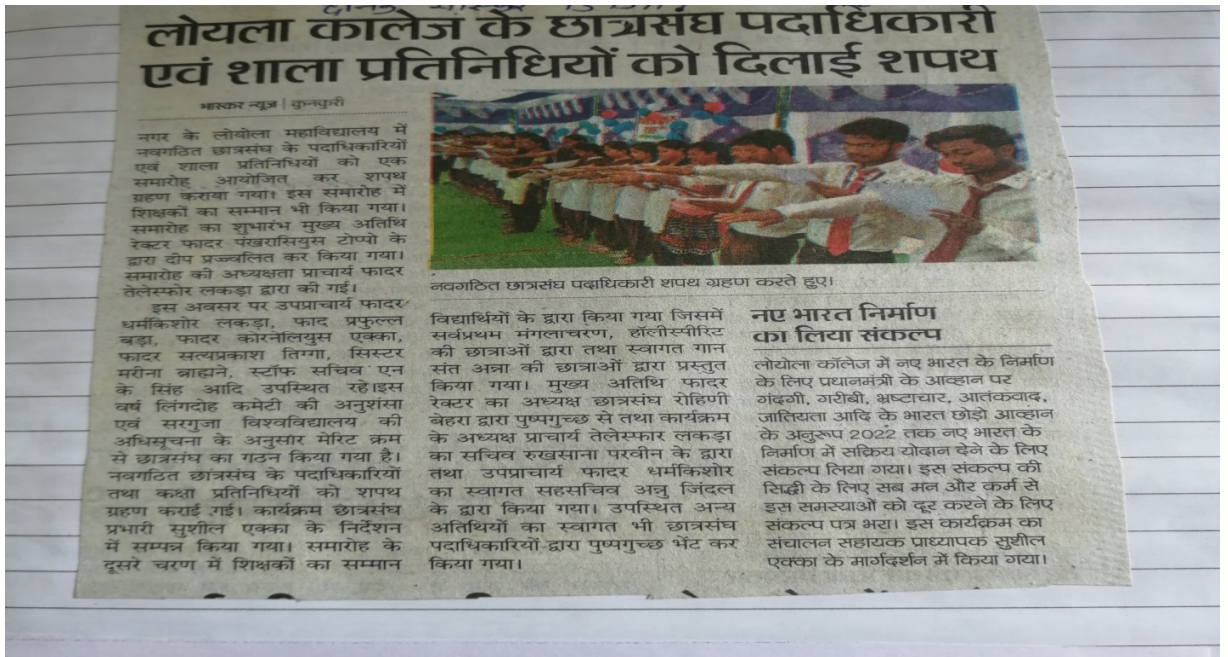 लोयला कालेज के छात्रसंघ पदाधिकारी
एवं शाला प्रतिनिधियों को दिलाई शपथ
भास्कर न्यूज | कुनकुरी
नगर के लोयोला महाविद्यालय में
नवगठित छात्रसंघ के पदाधिकारियों
एवं शाला प्रतिनिधियों को एक
समारोह आयोजित कर शपथ
ग्रहण कराया गया। इस समारोह में
शिक्षकों का सम्मान भी किया गया।
समारोह का शुभारंभ मुख्य अतिथि
रेक्टर फादर पंखरासियुस टोप्पो के
द्वारा दीप प्रज्ज्वलित कर किया गया।
समारोह की अध्यक्षता प्राचार्य फादर
तेलेस्फोर लकड़ा द्वारा की गई।
इस अवसर पर उपप्राचार्य फादर
धर्मकिशोर लकड़ा, फाद प्रफुल्ल
बड़ा, फादर कोरनेलियुस एक्का,
फादर सत्यप्रकाश तिग्गा, सिस्टर
मरीना ब्राह्मने, स्टॉफ सचिव एन
के सिंह आदि उपस्थित रहे।इस
वर्ष लिंगदोह कमेटी की अनुशंसा
एवं सरगुजा विश्वविद्यालय की
अधिसूचना के अनुसार मेरिट क्रम
से छात्रसंघ का गठन किया गया है।
नवगठित छात्रसंघ के पदाधिकारियों
तथा कक्षा प्रतिनिधियों को शपथ
ग्रहण कराई गई। कार्यक्रम छात्रसंघ
प्रभारी सुशील एक्का के निर्देशन
में सम्पन्न किया गया। समारोह के
दूसरे चरण में शिक्षकों का सम्मान
नवगठित छात्रसंघ पदाधिकारी शपथ ग्रहण करते हुए।
विद्यार्थियों के द्वारा किया गया जिसमें
सर्वप्रथम मंगलाचरण, हॉलीस्पीरिट
की छात्राओं द्वारा तथा स्वागत गान
संत अन्ना की छात्राओं द्वारा प्रस्तुत
किया गया। मुख्य अतिथि फादर
रेक्टर का अध्यक्ष छात्रसंघ रोहिणी
बेहरा द्वारा पुष्पगुच्छ से तथा कार्यक्रम
के अध्यक्ष प्राचार्य तेलेस्फार लकड़ा
का सचिव रुखसाना परवीन के द्वारा
तथा उपप्राचार्य फादर धर्मकिशोर
का स्वागत सहसचिव अन्नु जिंदल
के द्वारा किया गया। उपस्थित अन्य
अतिथियों का स्वागत भी छात्रसंघ
पदाधिकारियों द्वारा पुष्पगुच्छ भेंट कर
किया गया।
नए भारत निर्माण
का लिया संकल्प
लोयोला कॉलेज में नए भारत के निर्माण
के लिए प्रधानमंत्री के आव्हान पर
गंदगी, गरीबी, भ्रष्टाचार, आतंकवाद,
जातियता आदि के भारत छोड़ो आव्हान
के अनुरूप 2022 तक नए भारत के
निर्माण में सक्रिय योदान देने के लिए
संकल्प लिया गया। इस संकल्प की
सिद्धी के लिए सब मन और कर्म से
इस समस्याओं को दूर करने के लिए
संकल्प पत्र भरा। इस कार्यक्रम का
संचालन सहायक प्राध्यापक सुशील
एक्का के मार्गदर्शन में किया गया।